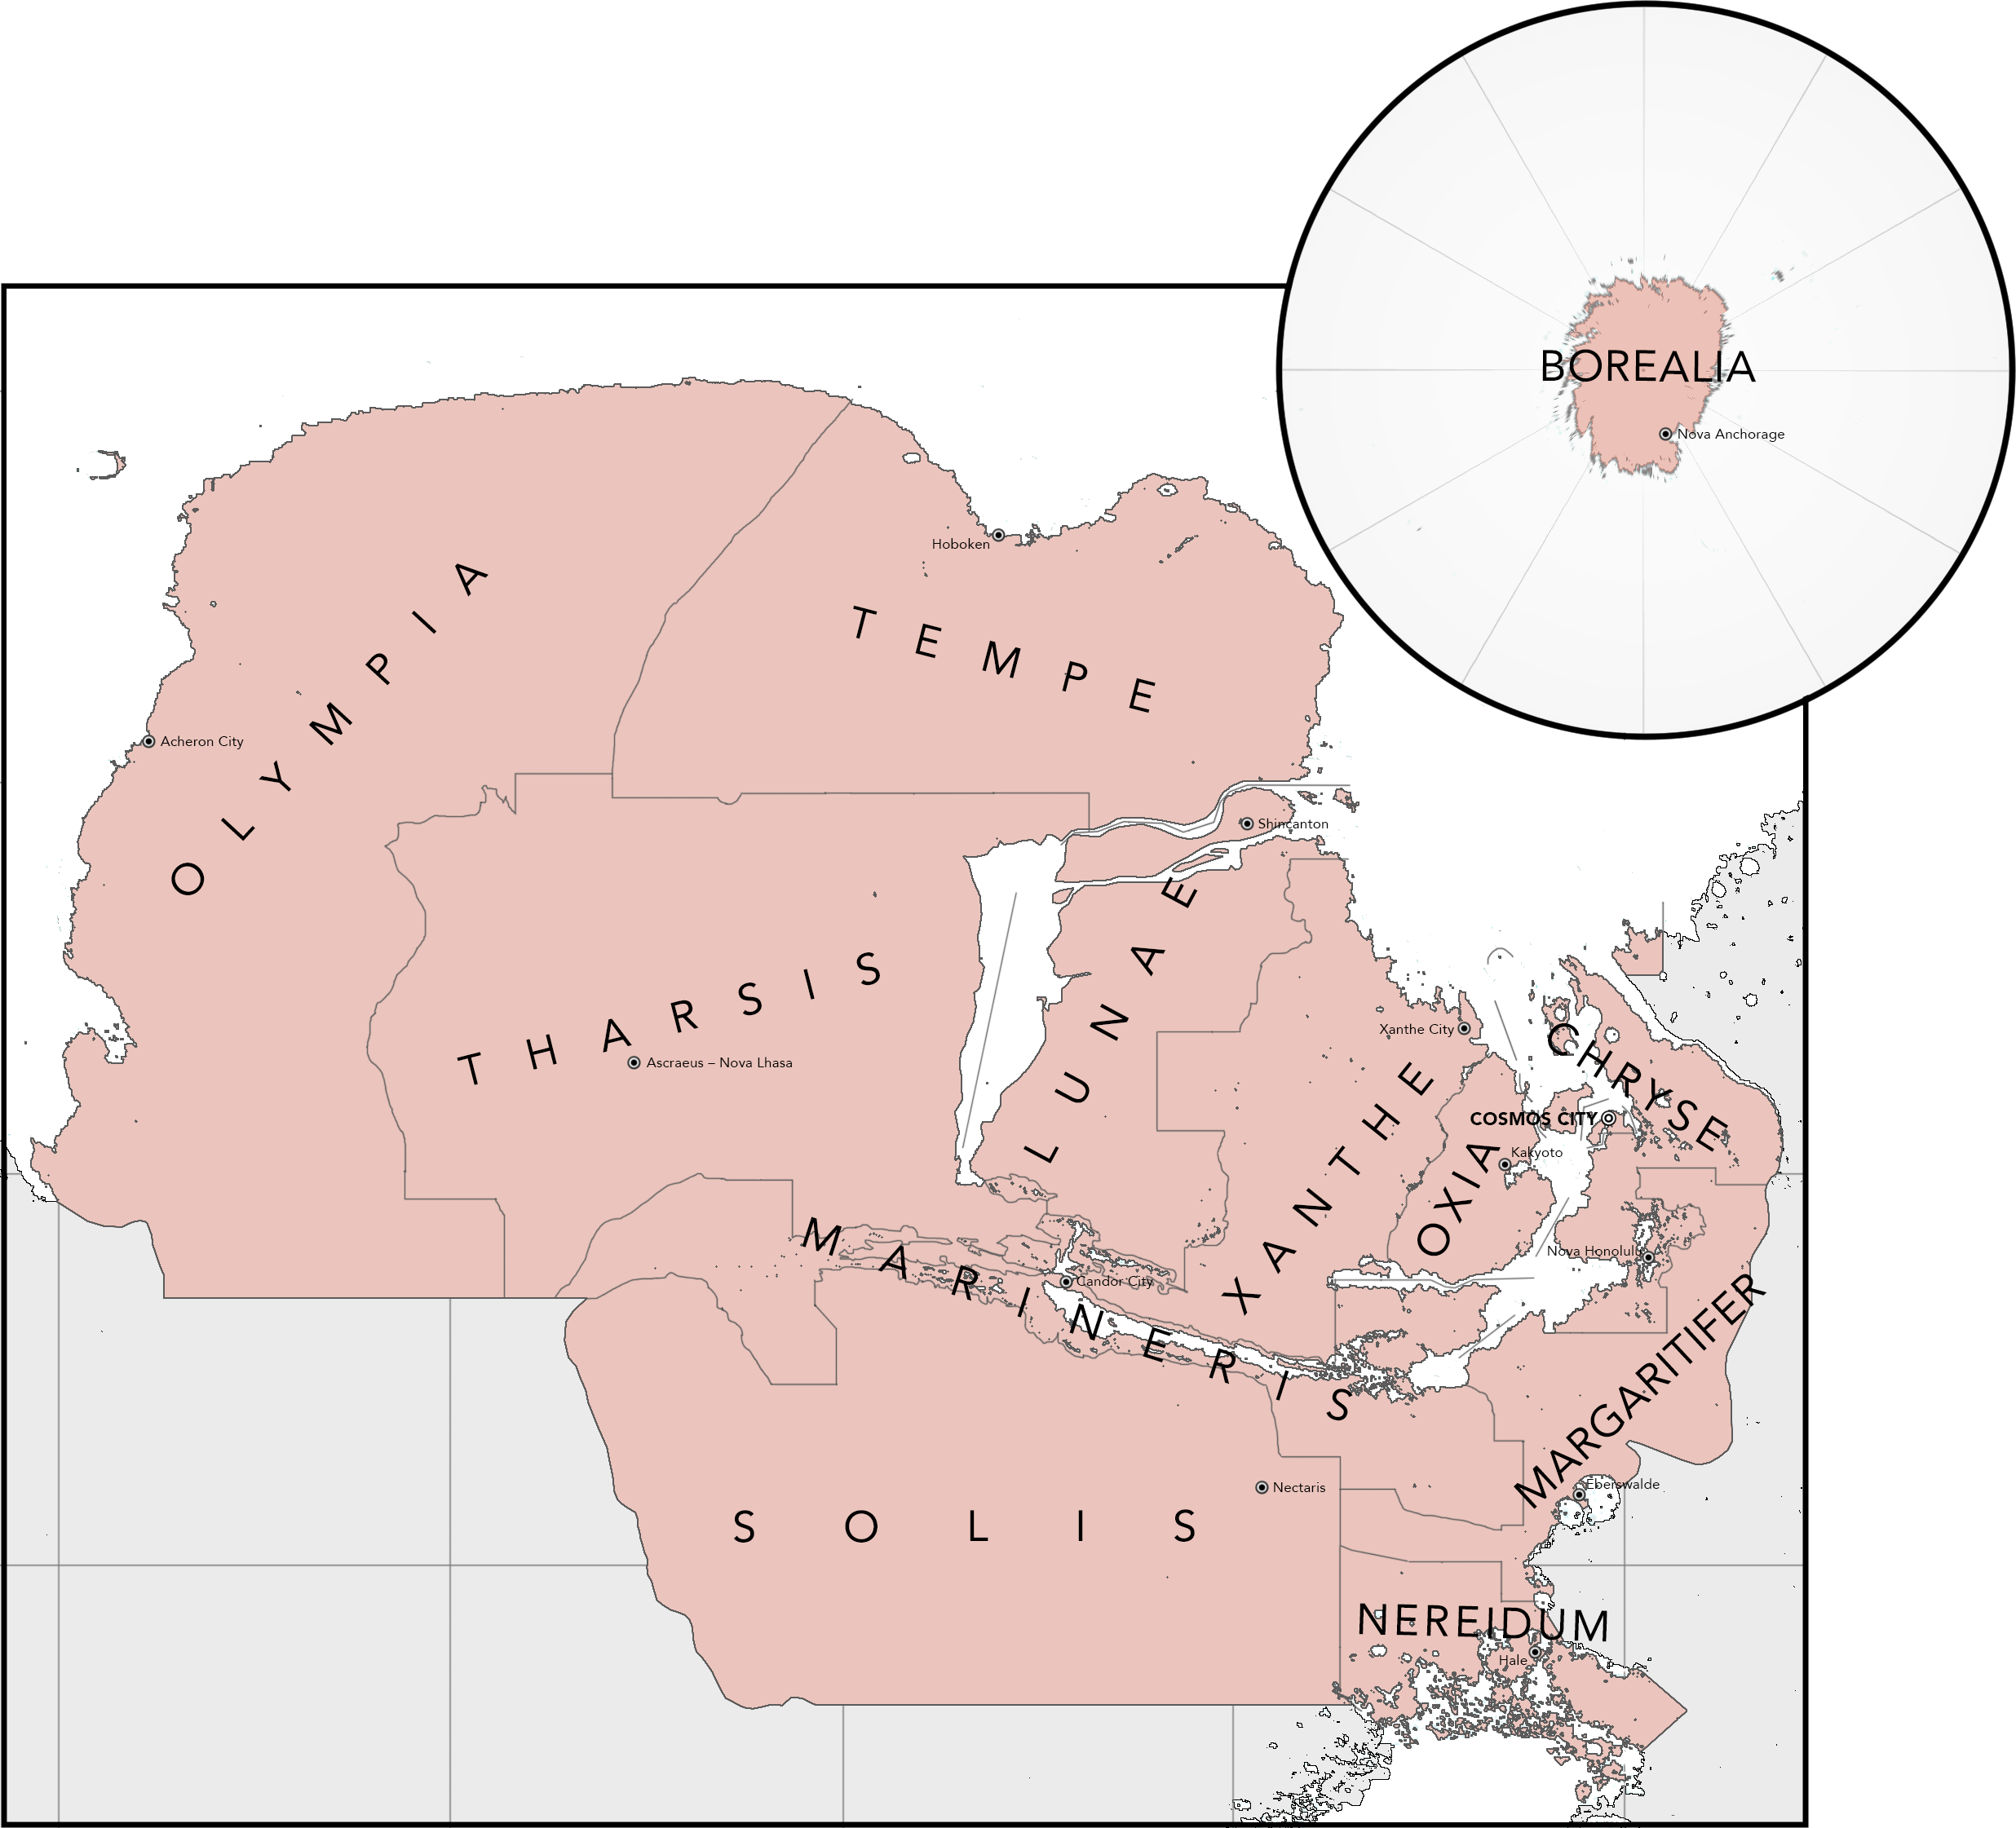 BOREALIA
Nova Anchorage
Hoboken
OLYMPIA
TEMPE
Acheron City
Shincanton
THARSIS
Ascraeus – Nova Lhasa
LUNAE
Xanthe City
CHRYSE
XANTHE
COSMOS CITY
Kakyoto
OXIA
MARINERIS
Nova Honolulu
Candor City
MARGARITIFER
Nectaris
Eberswalde
SOLIS
NEREIDUM
Hale